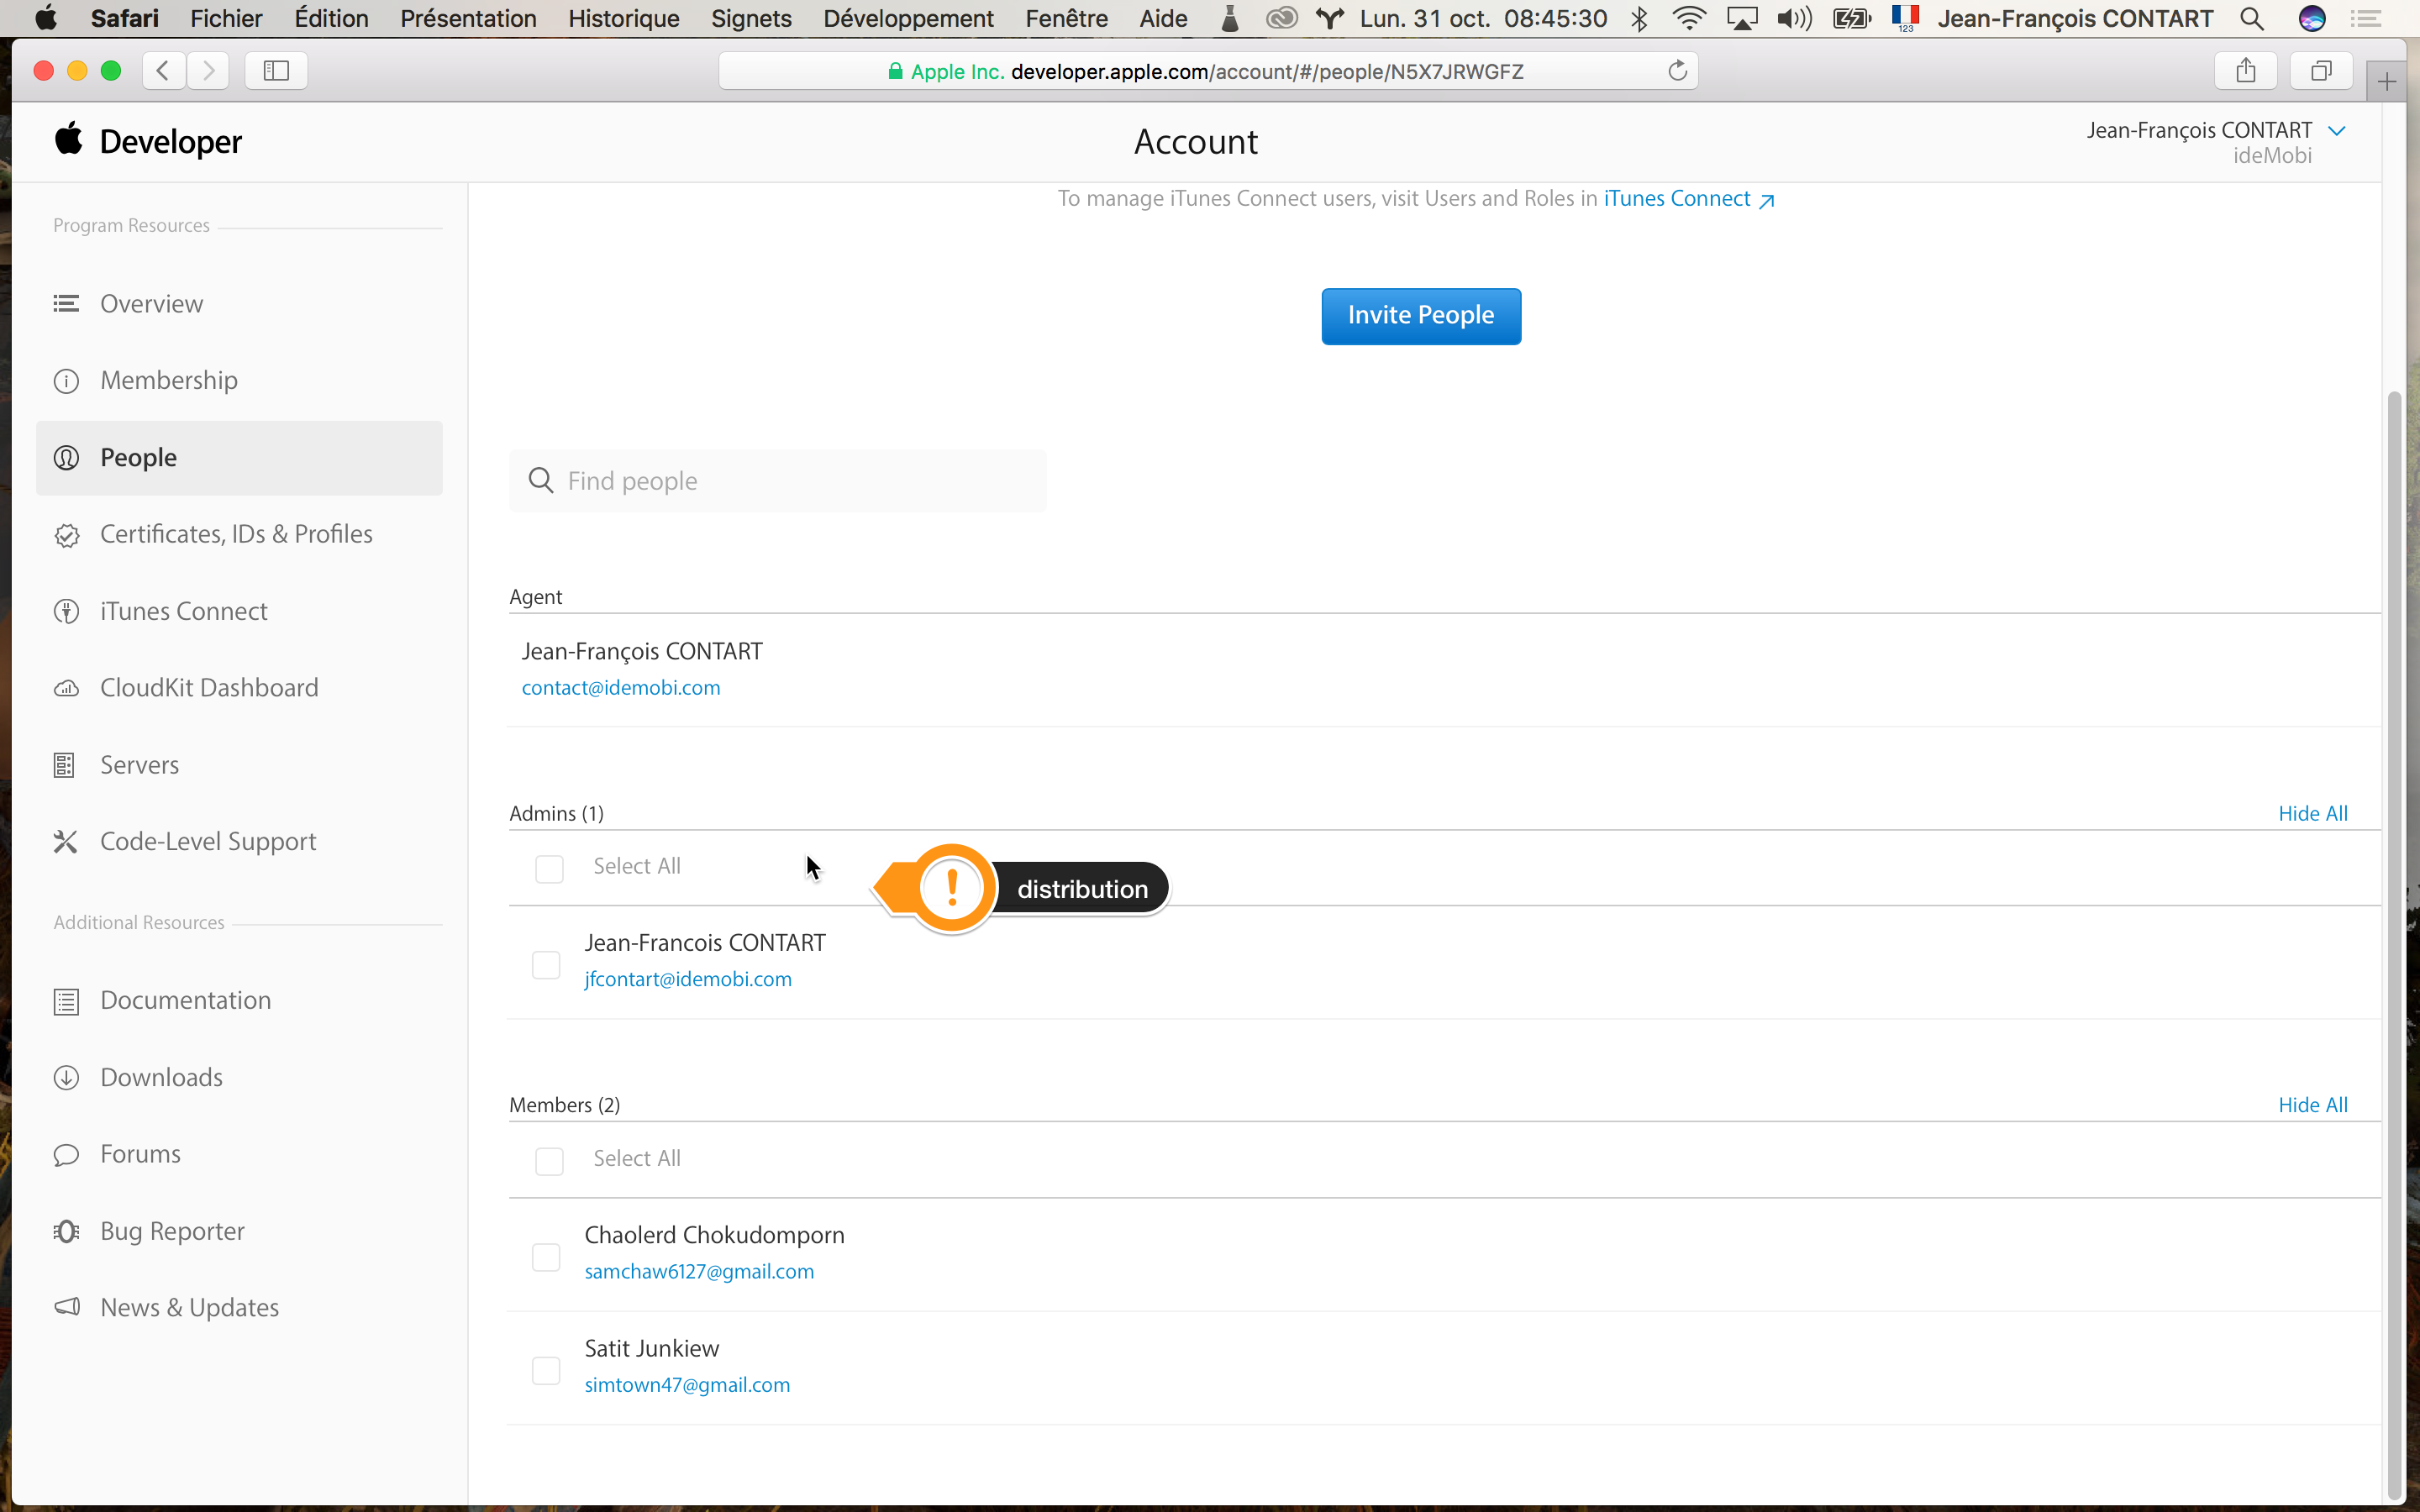 Safari Fichier Édition Présentation Historique Signets Développement Fenêtre Aide Lun. 31 oct. 08:45:30 123 Jean-François CONTART
Apple Inc. developer.apple.com/account/#/people/N5X7JRWGFZ
Developer
Account
Jean-François CONTART
ideMobi
Program Resources
Overview
Membership
People
Certificates, IDs & Profiles
iTunes Connect
CloudKit Dashboard
Servers
Code-Level Support
Additional Resources
Documentation
Downloads
Forums
Bug Reporter
News & Updates
To manage iTunes Connect users, visit Users and Roles in iTunes Connect
Invite People
Find people
Agent
Jean-François CONTART
contact@idemobi.com
Admins (1) Hide All
Select All
! distribution
Jean-Francois CONTART
jfcontart@idemobi.com
Members (2) Hide All
Select All
Chaolerd Chokudomporn
samchaw6127@gmail.com
Satit Junkiew
simtown47@gmail.com